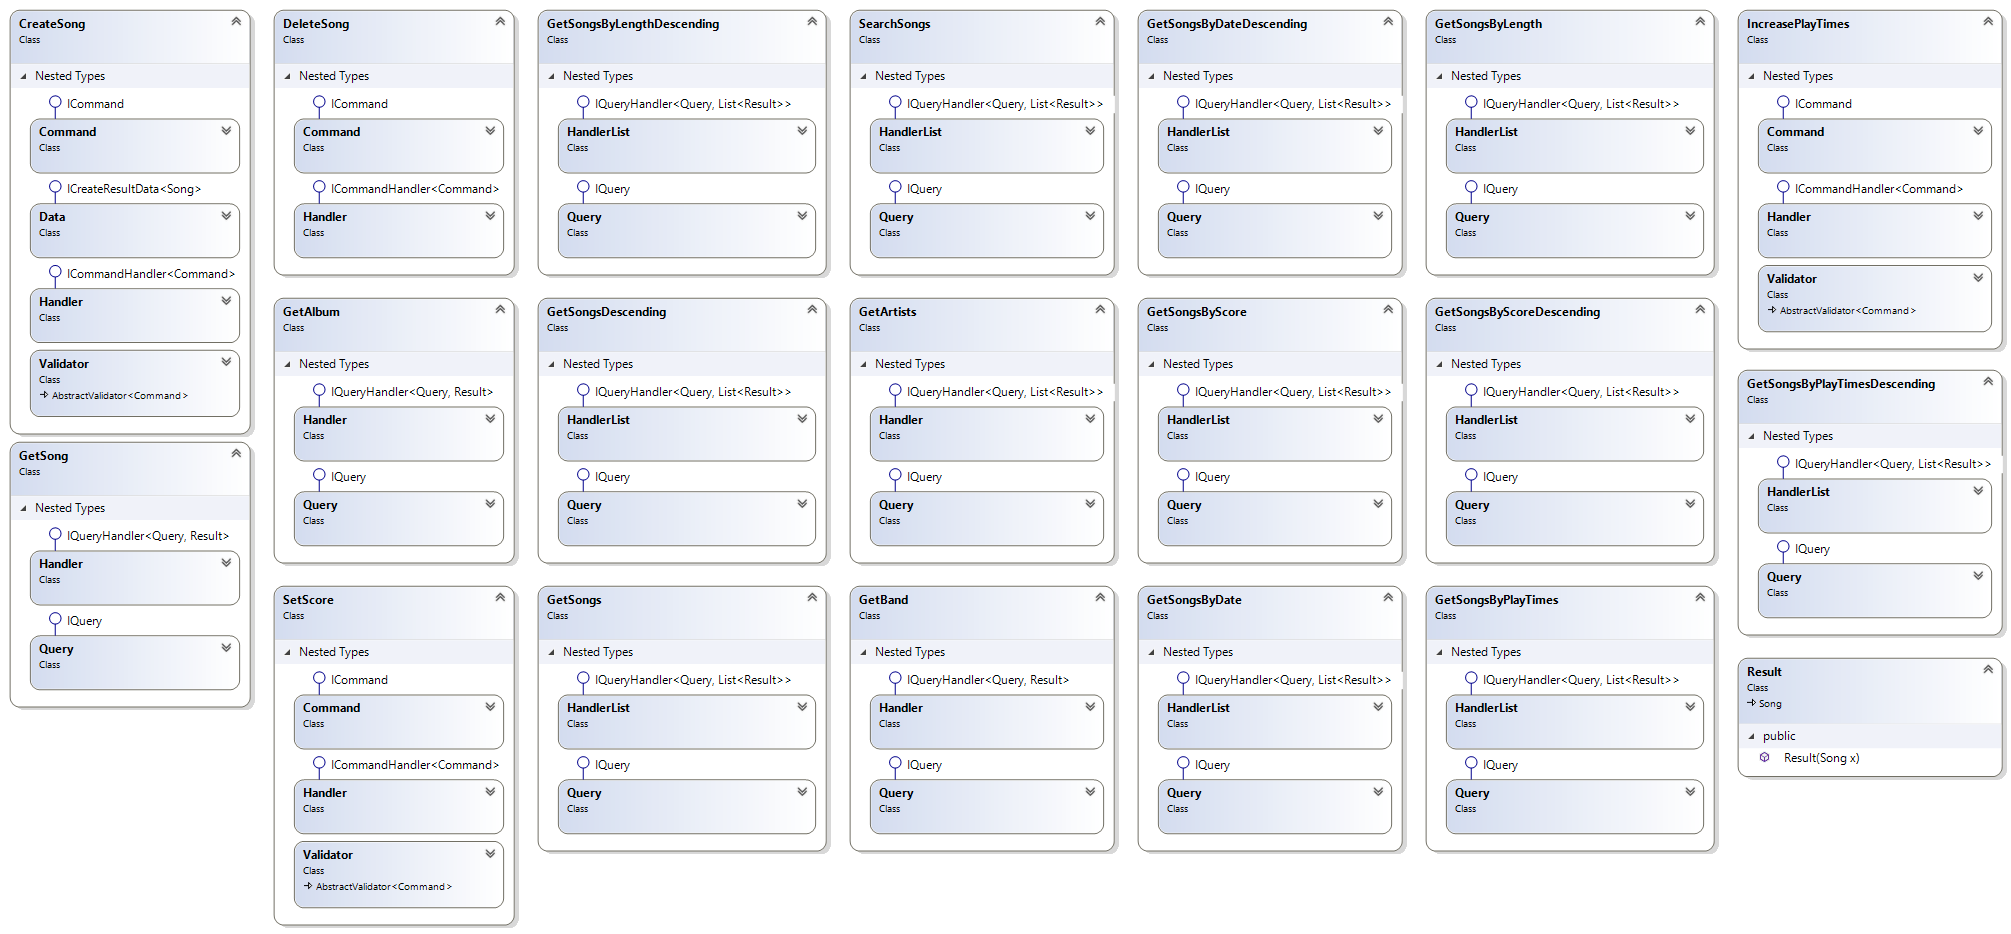 CreateSong
Class
Nested Types
ICommand
Command
Class
ICreateResultData<Song>
Data
Class
ICommandHandler<Command>
Handler
Class
Validator
Class
AbstractValidator<Command>
GetSong
Class
Nested Types
IQueryHandler<Query, Result>
Handler
Class
IQuery
Query
Class
DeleteSong
Class
Nested Types
ICommand
Command
Class
ICommandHandler<Command>
Handler
Class
GetAlbum
Class
Nested Types
IQueryHandler<Query, Result>
Handler
Class
IQuery
Query
Class
SetScore
Class
Nested Types
ICommand
Command
Class
ICommandHandler<Command>
Handler
Class
Validator
Class
AbstractValidator<Command>
GetSongsByLengthDescending
Class
Nested Types
IQueryHandler<Query, List<Result>>
HandlerList
Class
IQuery
Query
Class
GetSongsDescending
Class
Nested Types
IQueryHandler<Query, List<Result>>
HandlerList
Class
IQuery
Query
Class
GetSongs
Class
Nested Types
IQueryHandler<Query, List<Result>>
HandlerList
Class
IQuery
Query
Class
SearchSongs
Class
Nested Types
IQueryHandler<Query, List<Result>>
HandlerList
Class
IQuery
Query
Class
GetArtists
Class
Nested Types
IQueryHandler<Query, List<Result>>
Handler
Class
IQuery
Query
Class
GetBand
Class
Nested Types
IQueryHandler<Query, Result>
Handler
Class
IQuery
Query
Class
GetSongsByDateDescending
Class
Nested Types
IQueryHandler<Query, List<Result>>
HandlerList
Class
IQuery
Query
Class
GetSongsByScore
Class
Nested Types
IQueryHandler<Query, List<Result>>
HandlerList
Class
IQuery
Query
Class
GetSongsByDate
Class
Nested Types
IQueryHandler<Query, List<Result>>
HandlerList
Class
IQuery
Query
Class
GetSongsByLength
Class
Nested Types
IQueryHandler<Query, List<Result>>
HandlerList
Class
IQuery
Query
Class
GetSongsByScoreDescending
Class
Nested Types
IQueryHandler<Query, List<Result>>
HandlerList
Class
IQuery
Query
Class
GetSongsByPlayTimes
Class
Nested Types
IQueryHandler<Query, List<Result>>
HandlerList
Class
IQuery
Query
Class
IncreasePlayTimes
Class
Nested Types
ICommand
Command
Class
ICommandHandler<Command>
Handler
Class
Validator
Class
AbstractValidator<Command>
GetSongsByPlayTimesDescending
Class
Nested Types
IQueryHandler<Query, List<Result>>
HandlerList
Class
IQuery
Query
Class
Result
Class
Song
public
Result(Song x)